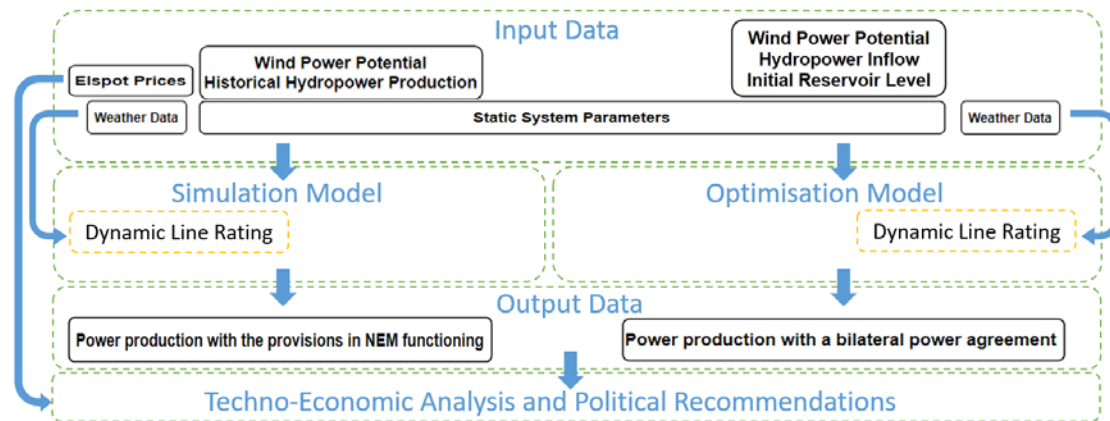 Input Data
Wind Power Potential
Historical Hydropower Production
Wind Power Potential
Hydropower Inflow
Initial Reservoir Level
Elspot Prices
Weather Data
Static System Parameters
Weather Data
Simulation Model
Optimisation Model
Dynamic Line Rating
Dynamic Line Rating
Output Data
Power production with the provisions in NEM functioning
Power production with a bilateral power agreement
Techno-Economic Analysis and Political Recommendations